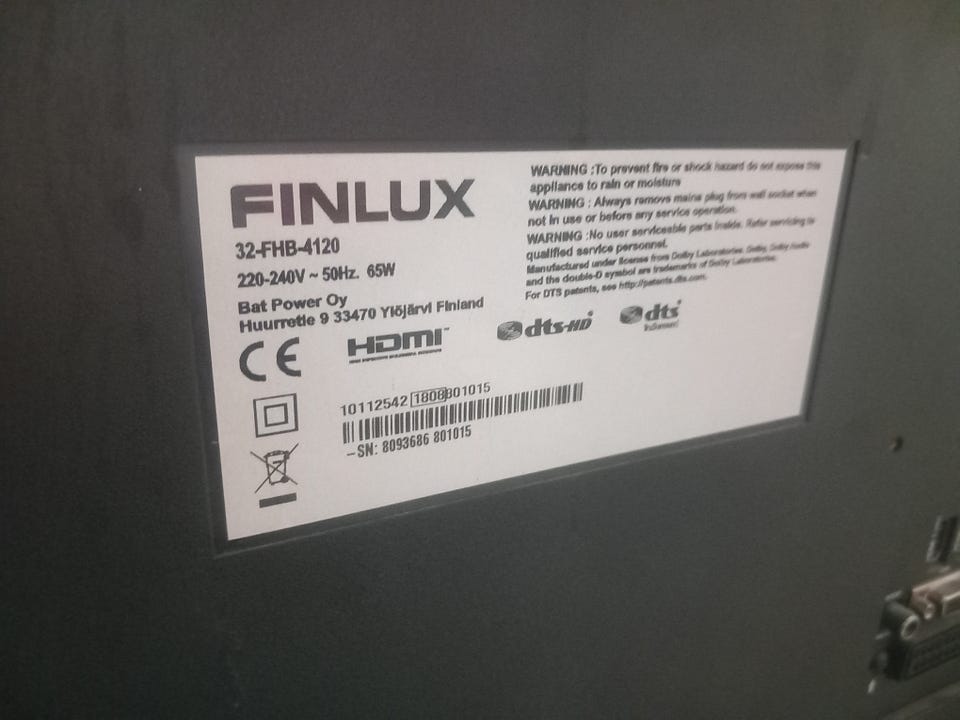 FINLUX
32-FHB-4120
220-240V ~ 50Hz. 65W
Bat Power Oy
Huurretie 9 33470 Ylöjärvi Finland
WARNING :To prevent fire or shock hazard do not expose this
appliance to rain or moisture
WARNING : Always remove mains plug from wall socket when
not in use or before any service operation.
WARNING :No user serviceable parts inside. Refer servicing to
qualified service personnel.
Manufactured under license from Dolby Laboratories. Dolby, Dolby Audio
and the double-D symbol are trademarks of Dolby Laboratories.
For DTS patents, see http://patents.dts.com.
CE
HDMI™
dts-HD
dts
10112542 1808801015
-SN: 8093686 801015